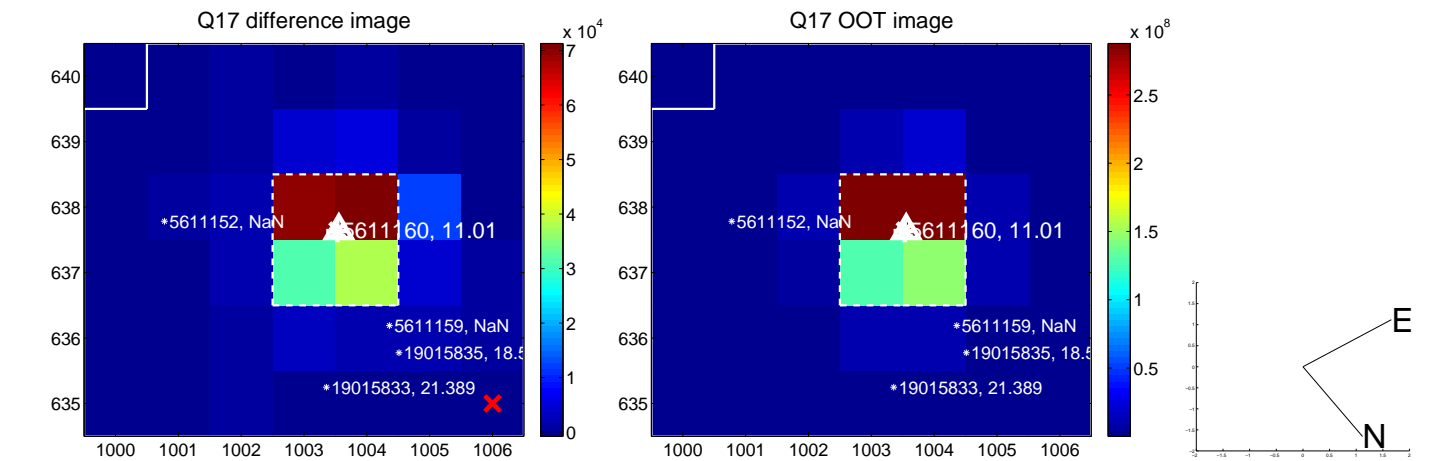 Q17 difference image
x 10^4
640
639
638
637
636
635
1000 1001 1002 1003 1004 1005 1006
7
6
5
4
3
2
1
0
*5611152, NaN
5611160, 11.01
*5611159, NaN
*19015835, 18.5
*19015833, 21.389
Q17 OOT image
x 10^8
640
639
638
637
636
635
1000 1001 1002 1003 1004 1005 1006
2.5
2
1.5
1
0.5
*5611152, NaN
5611160, 11.01
*5611159, NaN
*19015835, 18.5
*19015833, 21.389
E
N